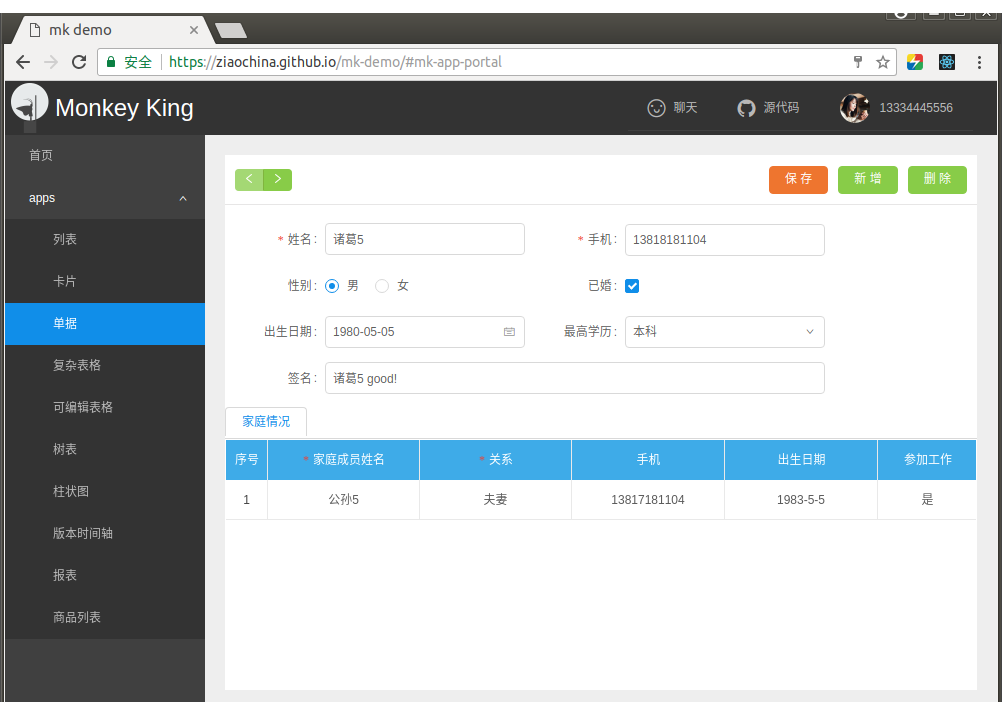 mk demo
安全 https://ziaochina.github.io/mk-demo/#mk-app-portal
Monkey King
聊天 源代码 13334445556
首页
apps
列表
卡片
单据
复杂表格
可编辑表格
树表
柱状图
版本时间轴
报表
商品列表
保 存 新 增 删 除
* 姓名: 诸葛5 * 手机: 13818181104
性别: 男 女 已婚:
出生日期: 1980-05-05 最高学历: 本科
签名: 诸葛5 good!
家庭情况
序号 * 家庭成员姓名 * 关系 手机 出生日期 参加工作
1 公孙5 夫妻 13817181104 1983-5-5 是